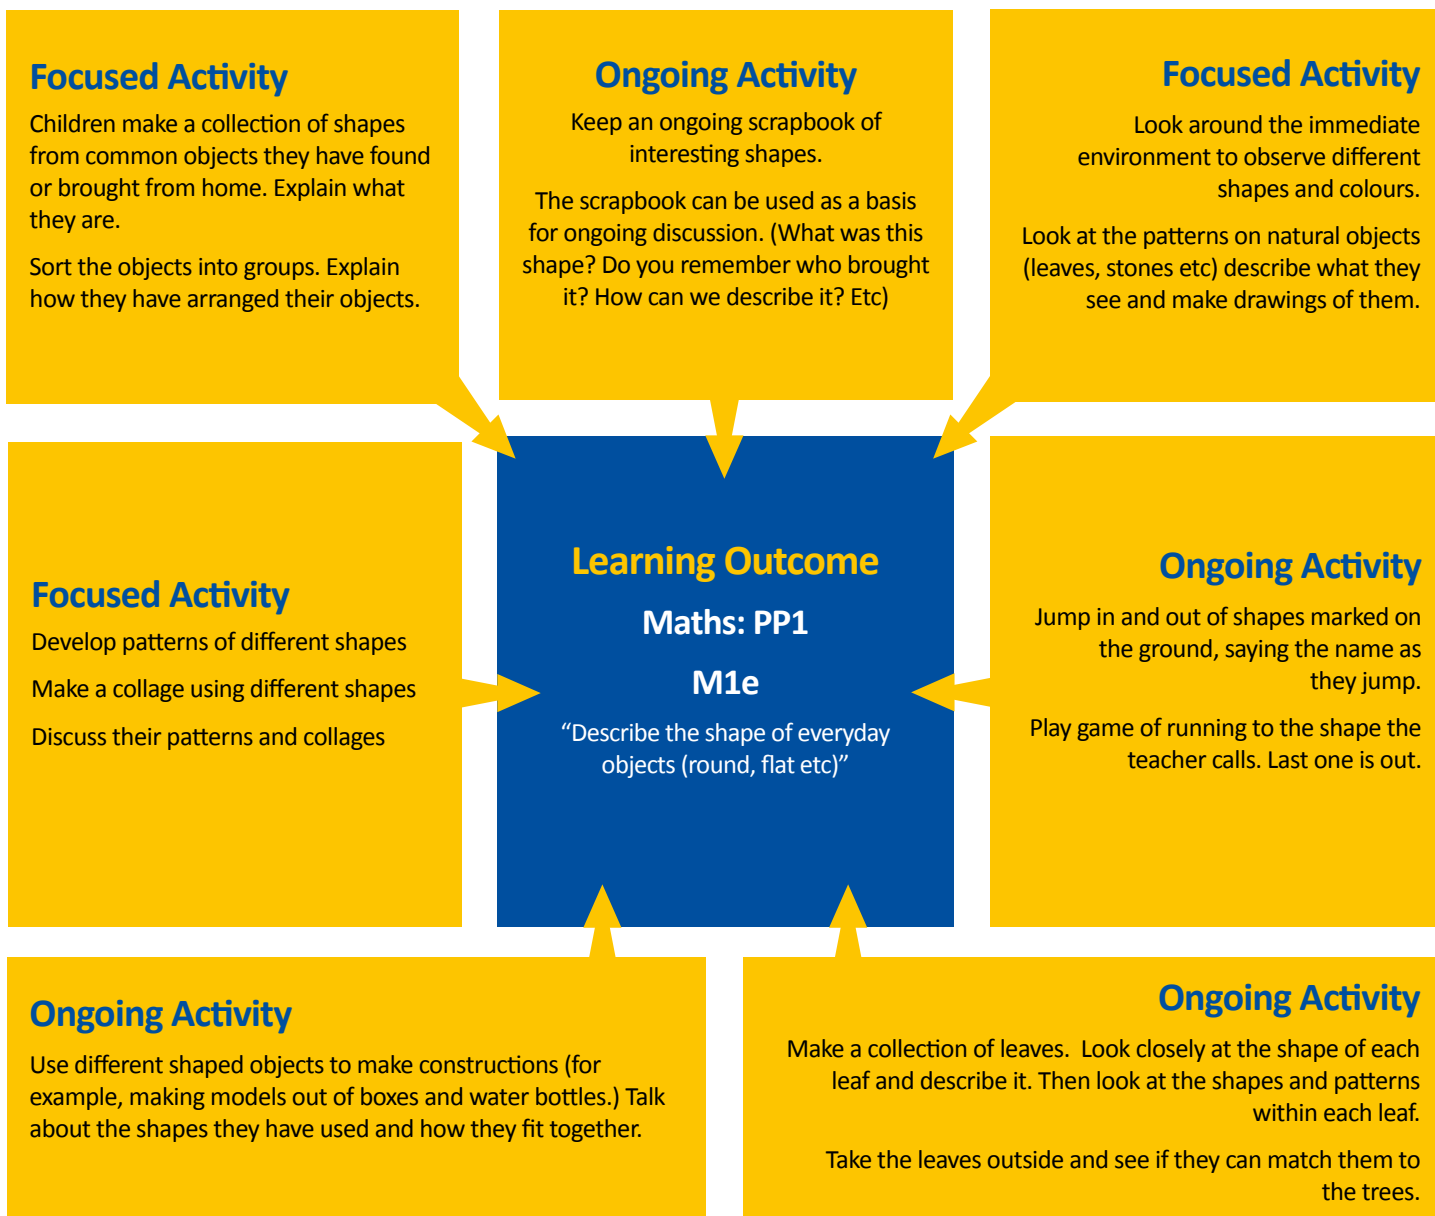 Focused Activity
Children make a collection of shapes
from common objects they have found
or brought from home. Explain what
they are.
Sort the objects into groups. Explain
how they have arranged their objects.
Ongoing Activity
Keep an ongoing scrapbook of
interesting shapes.
The scrapbook can be used as a basis
for ongoing discussion. (What was this
shape? Do you remember who brought
it? How can we describe it? Etc)
Focused Activity
Look around the immediate
environment to observe different
shapes and colours.
Look at the patterns on natural objects
(leaves, stones etc) describe what they
see and make drawings of them.
Focused Activity
Develop patterns of different shapes
Make a collage using different shapes
Discuss their patterns and collages
Learning Outcome
Maths: PP1
M1e
“Describe the shape of everyday
objects (round, flat etc)”
Ongoing Activity
Jump in and out of shapes marked on
the ground, saying the name as
they jump.
Play game of running to the shape the
teacher calls. Last one is out.
Ongoing Activity
Use different shaped objects to make constructions (for
example, making models out of boxes and water bottles.) Talk
about the shapes they have used and how they fit together.
Ongoing Activity
Make a collection of leaves.  Look closely at the shape of each
leaf and describe it. Then look at the shapes and patterns
within each leaf.
Take the leaves outside and see if they can match them to
the trees.